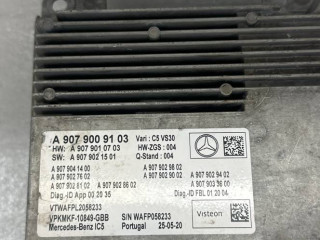 A 907 900 91 03 Vari : C5 VS30
HW: A 907 901 07 03 HW-ZGS : 004
SW: A 907 902 15 01 Q-Stand : 004
A 907 904 14 00 A 907 902 98 02 A 907 902 94 02
A 907 902 76 02 A 907 902 02 A 907 903 36 00
A 907 902 81 02 A 907 902 86 02 Diag.-ID FBL 01 20 04
Diag.-ID App 00 20 35
VTWAFPL2058233
VPKMKF-10849-GBB S/N WAFP058233 Visteon
Mercedes-Benz IC5 Portugal 25-05-20